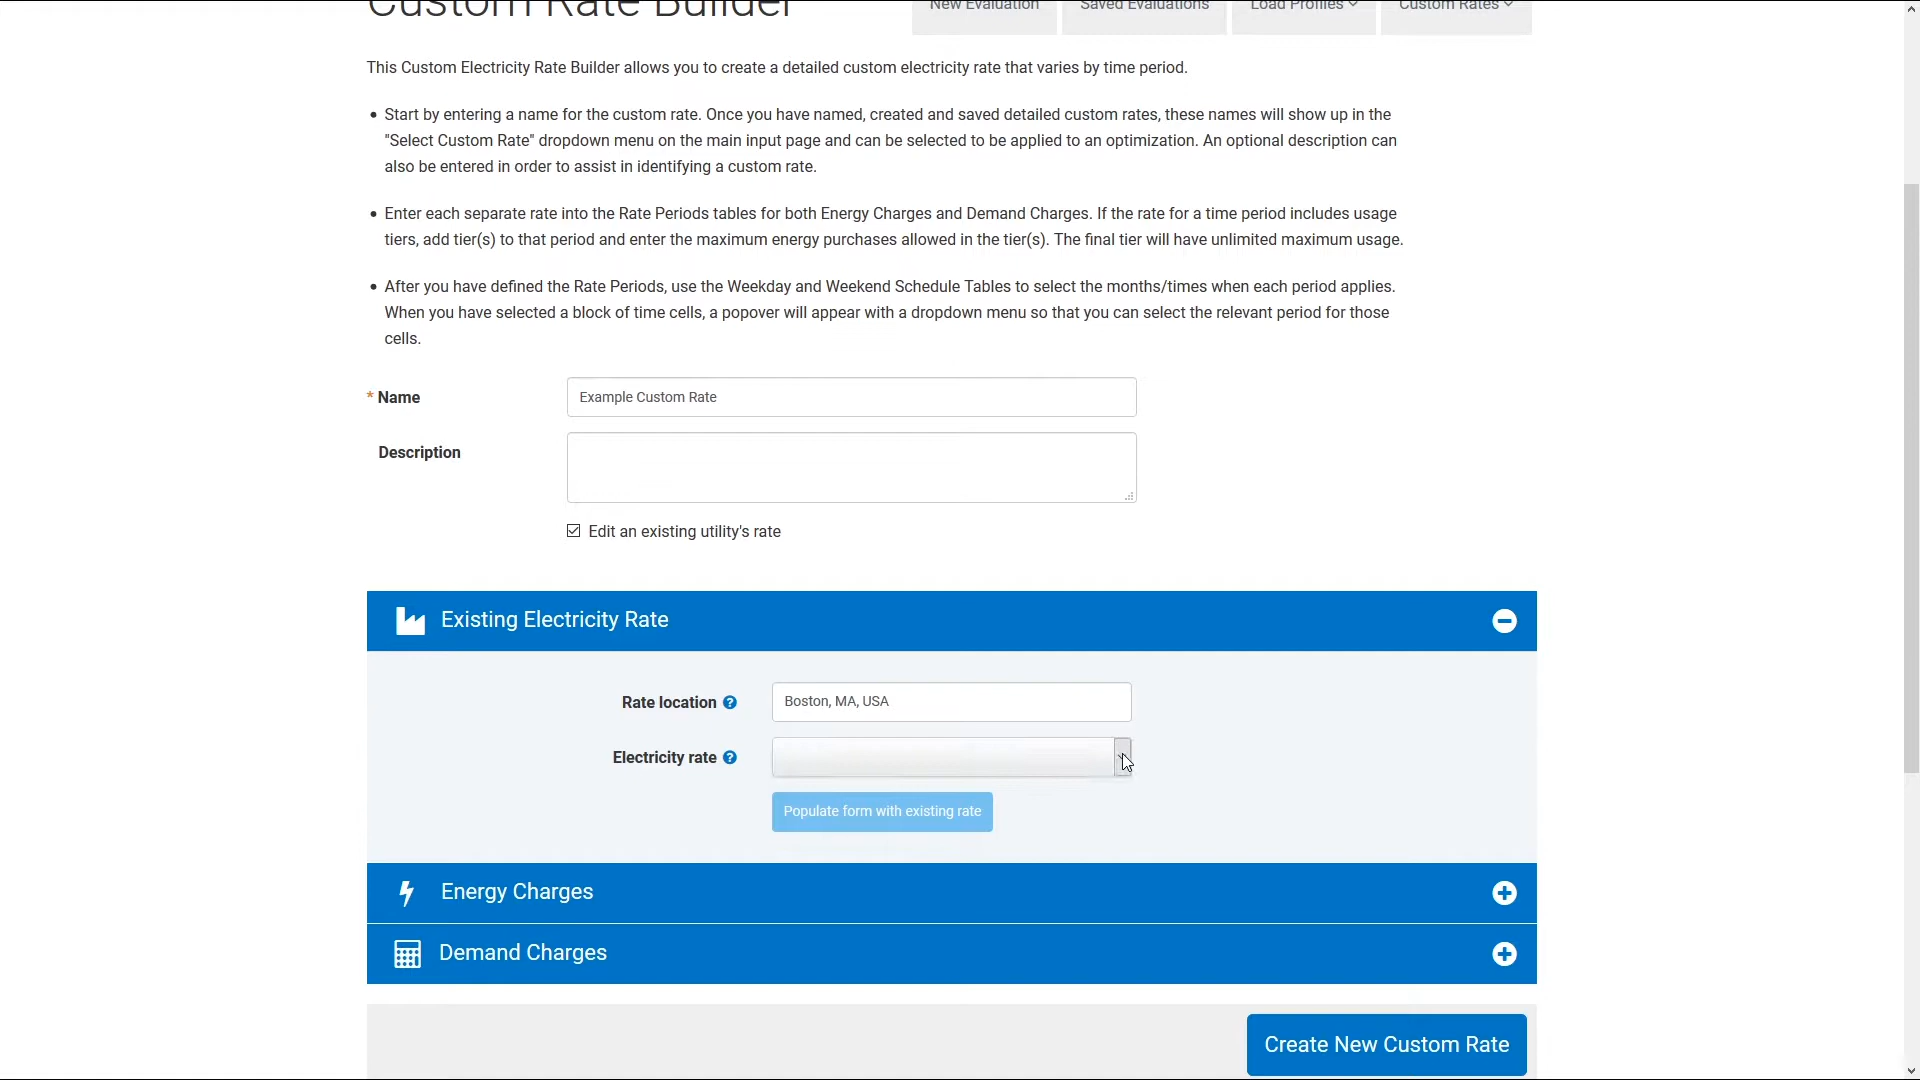 Custom Rate Builder
New Evaluation
Saved Evaluations
Load Profiles
Custom Rates
This Custom Electricity Rate Builder allows you to create a detailed custom electricity rate that varies by time period.
• Start by entering a name for the custom rate. Once you have named, created and saved detailed custom rates, these names will show up in the
"Select Custom Rate" dropdown menu on the main input page and can be selected to be applied to an optimization. An optional description can
also be entered in order to assist in identifying a custom rate.
• Enter each separate rate into the Rate Periods tables for both Energy Charges and Demand Charges. If the rate for a time period includes usage
tiers, add tier(s) to that period and enter the maximum energy purchases allowed in the tier(s). The final tier will have unlimited maximum usage.
• After you have defined the Rate Periods, use the Weekday and Weekend Schedule Tables to select the months/times when each period applies.
When you have selected a block of time cells, a popover will appear with a dropdown menu so that you can select the relevant period for those
cells.
* Name
Example Custom Rate
Description
Edit an existing utility's rate
Existing Electricity Rate
Rate location ?
Boston, MA, USA
Electricity rate ?
Populate form with existing rate
Energy Charges
Demand Charges
Create New Custom Rate